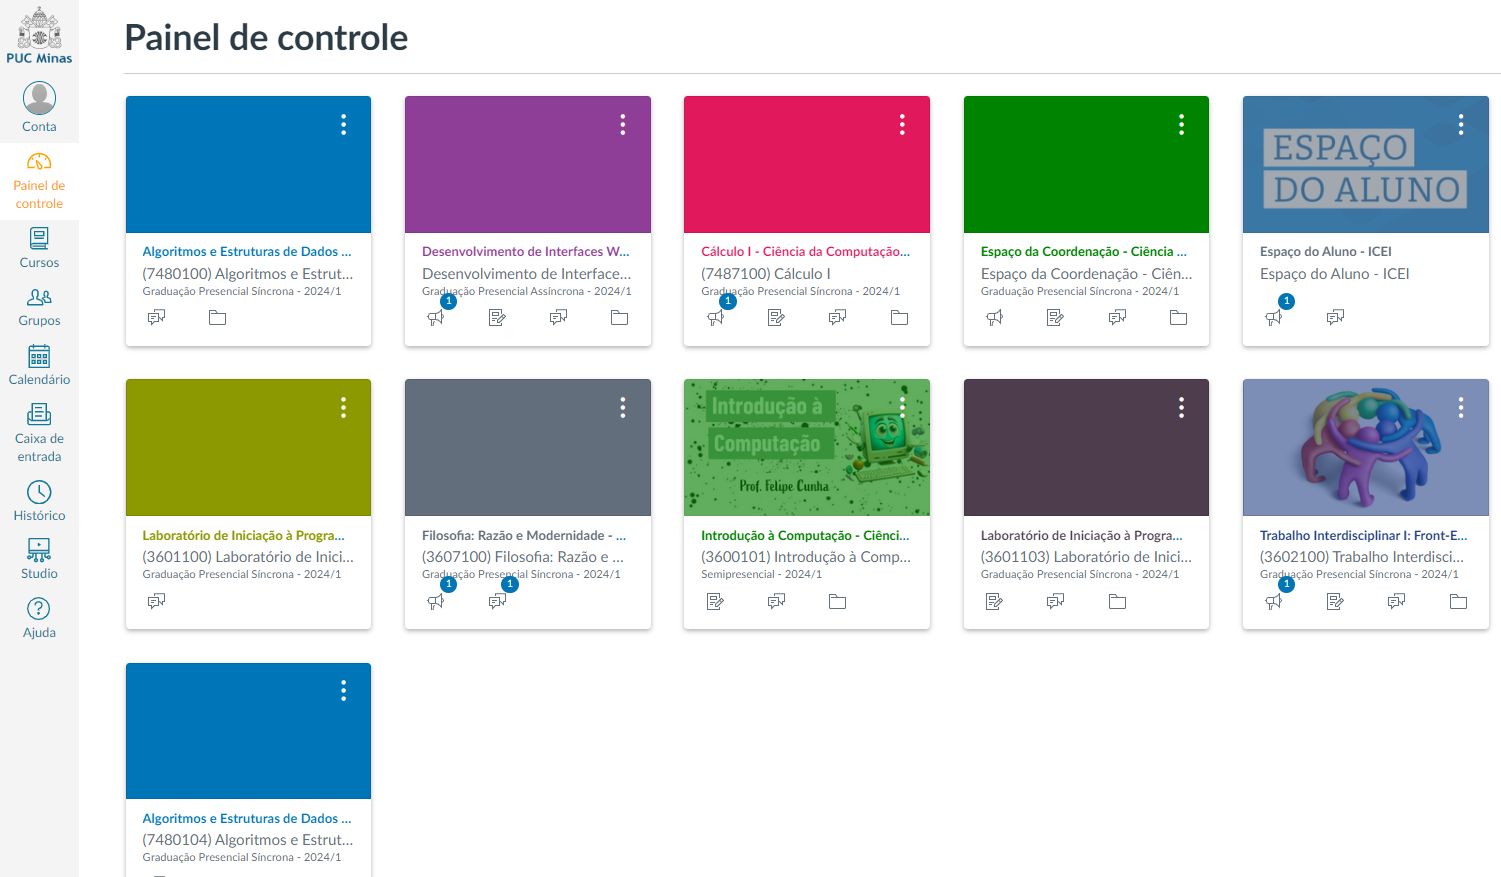 PUC Minas
Conta
Painel de
controle
Cursos
Grupos
Calendário
Caixa de
entrada
Histórico
Studio
Ajuda
Painel de controle
Algoritmos e Estruturas de Dados ...
(7480100) Algoritmos e Estrut...
Graduação Presencial Síncrona - 2024/1
Desenvolvimento de Interfaces W...
Desenvolvimento de Interface...
Graduação Presencial Assíncrona - 2024/1
1
Cálculo I - Ciência da Computação...
(7487100) Cálculo I
Graduação Presencial Síncrona - 2024/1
1
Espaço da Coordenação - Ciência ...
Espaço da Coordenação - Ciên...
Graduação Presencial Síncrona - 2024/1
ESPAÇO
DO ALUNO
Espaço do Aluno - ICEI
Espaço do Aluno - ICEI
1
Laboratório de Iniciação à Progra...
(3601100) Laboratório de Inici...
Graduação Presencial Síncrona - 2024/1
Filosofia: Razão e Modernidade - ...
(3607100) Filosofia: Razão e ...
Graduação Presencial Síncrona - 2024/1
1
1
Introdução à
Computação
Prof. Felipe Cunha
Introdução à Computação - Ciênci...
(3600101) Introdução à Comp...
Semipresencial - 2024/1
Laboratório de Iniciação à Progra...
(3601103) Laboratório de Inici...
Graduação Presencial Síncrona - 2024/1
Trabalho Interdisciplinar I: Front-E...
(3602100) Trabalho Interdisci...
Graduação Presencial Síncrona - 2024/1
1
Algoritmos e Estruturas de Dados ...
(7480104) Algoritmos e Estrut...
Graduação Presencial Síncrona - 2024/1